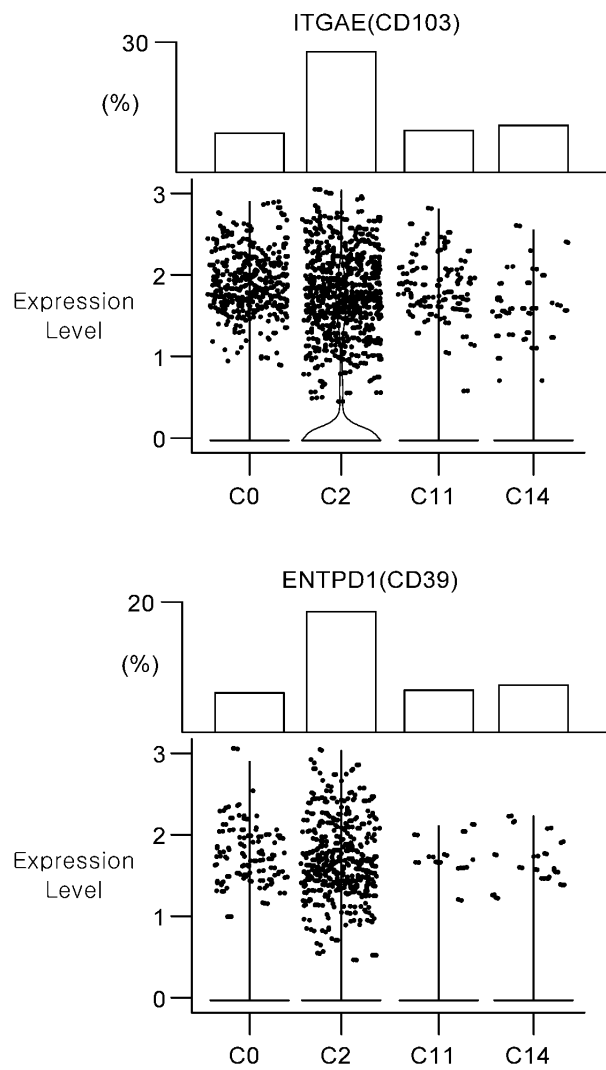 ITGAE(CD103)
30
(%)
3
2
Expression
Level
1
0
C0 C2 C11 C14
ENTPD1(CD39)
20
(%)
3
2
Expression
Level
1
0
C0 C2 C11 C14